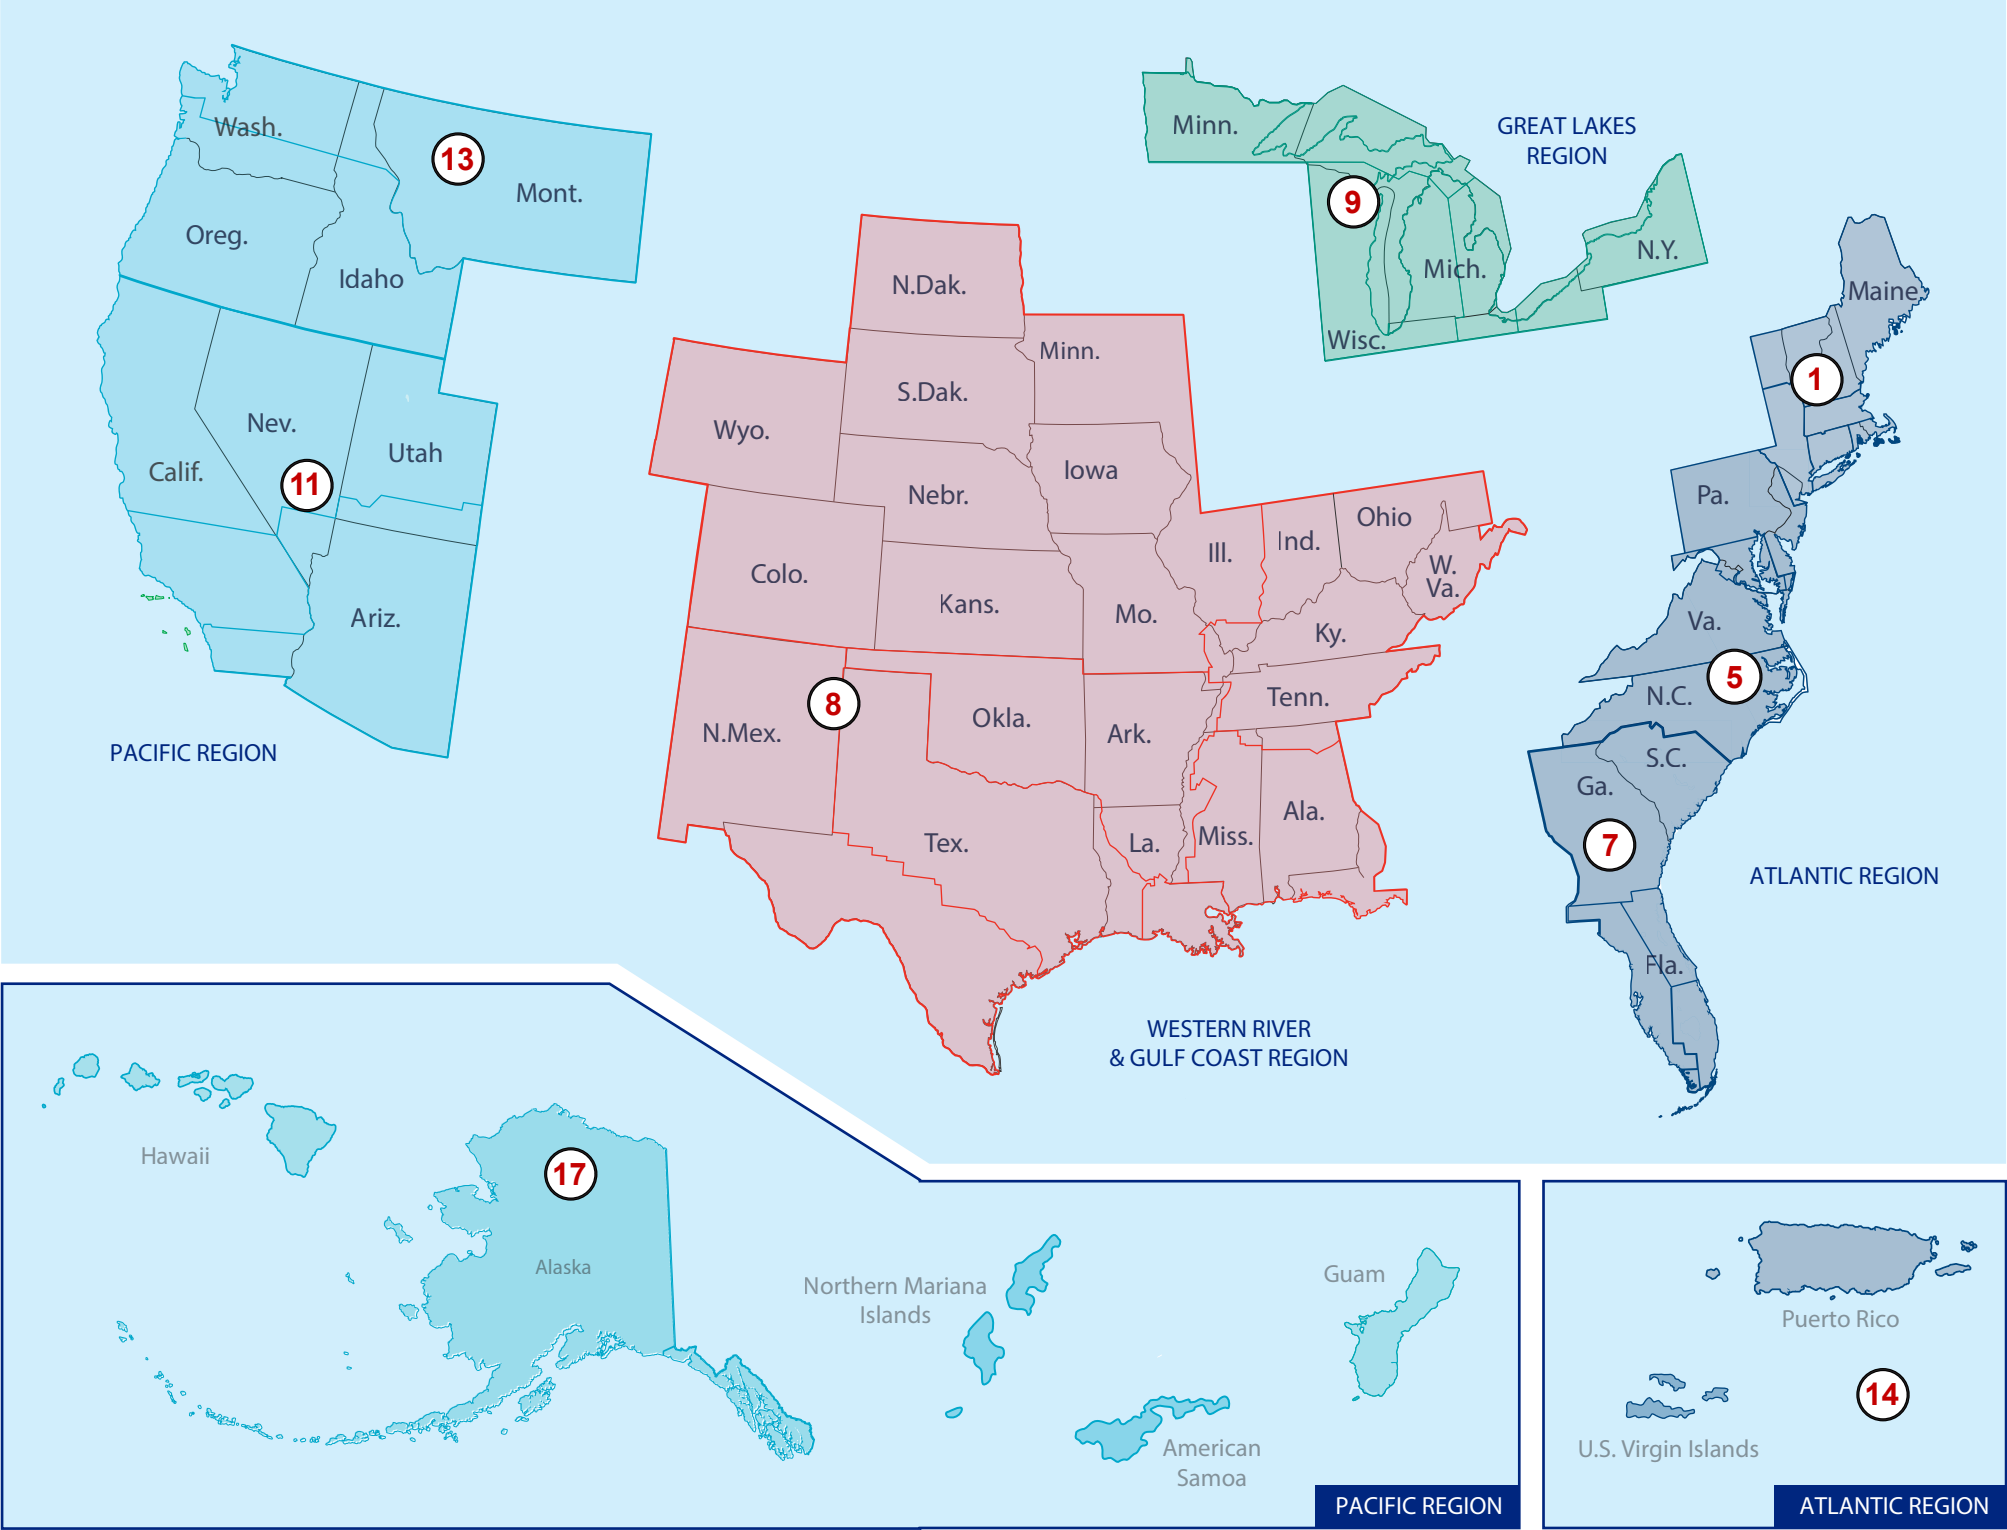 Wash.
13
Mont.
Oreg.
Idaho
Nev.
Utah
Calif.
11
Ariz.
PACIFIC REGION
Minn.
GREAT LAKES
REGION
9
Mich.
N.Y.
Wisc.
N.Dak.
Minn.
S.Dak.
Wyo.
Iowa
Nebr.
Ohio
Ind.
Ill.
W.
Va.
Colo.
Kans.
Mo.
Ky.
Tenn.
8
Okla.
N.Mex.
Ark.
Ala.
Tex.
La.
Miss.
WESTERN RIVER
& GULF COAST REGION
Maine
1
Pa.
Va.
5
N.C.
S.C.
Ga.
7
ATLANTIC REGION
Fla.
Hawaii
17
Alaska
Northern Mariana
Islands
Guam
American
Samoa
PACIFIC REGION
Puerto Rico
14
U.S. Virgin Islands
ATLANTIC REGION